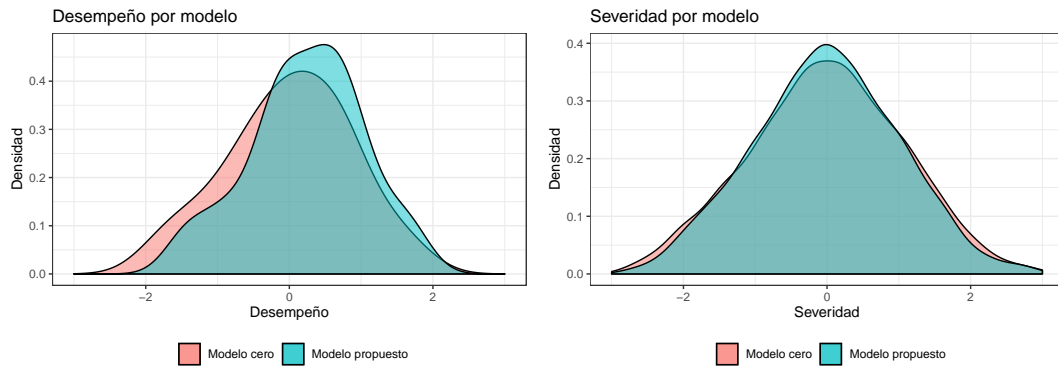 Desempeño por modelo
Densidad
0.4
0.3
0.2
0.1
0.0
−2
0
2
Desempeño
Modelo cero
Modelo propuesto
Severidad por modelo
Densidad
0.4
0.3
0.2
0.1
0.0
−2
0
2
Severidad
Modelo cero
Modelo propuesto